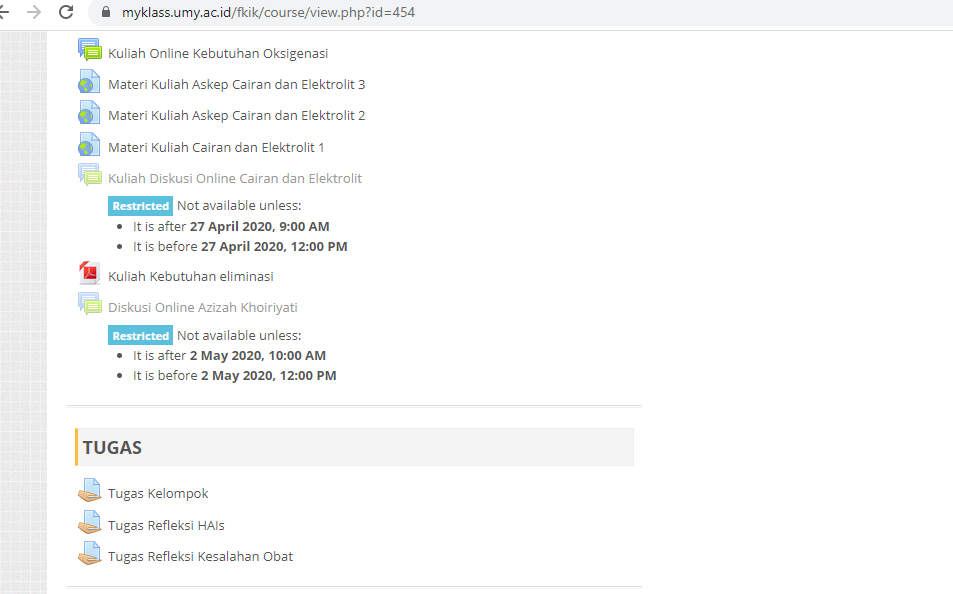 myklass.umy.ac.id/fkik/course/view.php?id=454
Kuliah Online Kebutuhan Oksigenasi
Materi Kuliah Askep Cairan dan Elektrolit 3
Materi Kuliah Askep Cairan dan Elektrolit 2
Materi Kuliah Cairan dan Elektrolit 1
Kuliah Diskusi Online Cairan dan Elektrolit
Restricted Not available unless:
It is after 27 April 2020, 9:00 AM
It is before 27 April 2020, 12:00 PM
Kuliah Kebutuhan eliminasi
Diskusi Online Azizah Khoiriyati
Restricted Not available unless:
It is after 2 May 2020, 10:00 AM
It is before 2 May 2020, 12:00 PM
TUGAS
Tugas Kelompok
Tugas Refleksi HAIs
Tugas Refleksi Kesalahan Obat